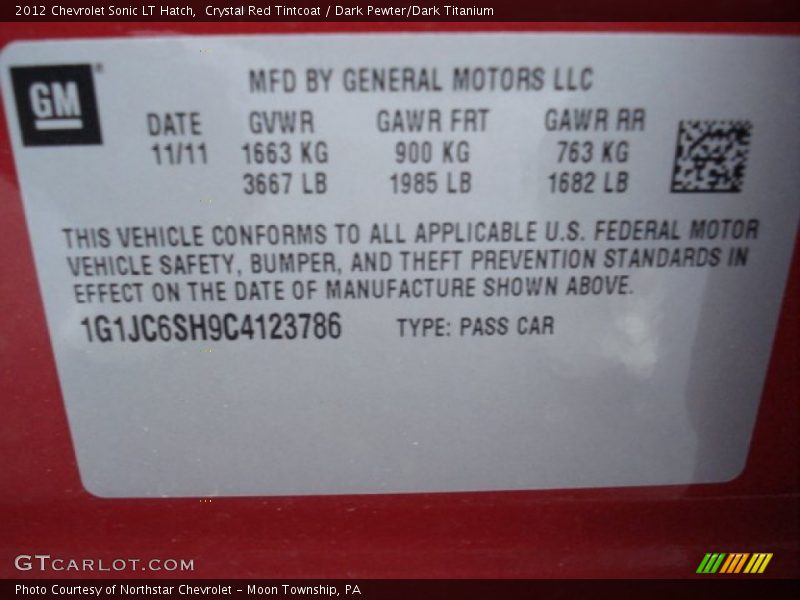 2012 Chevrolet Sonic LT Hatch,  Crystal Red Tintcoat / Dark Pewter/Dark Titanium
GM®
MFD BY GENERAL MOTORS LLC
DATE GVWR GAWR FRT GAWR RR
11/11 1663 KG 900 KG 763 KG
3667 LB 1985 LB 1682 LB
THIS VEHICLE CONFORMS TO ALL APPLICABLE U.S. FEDERAL MOTOR
VEHICLE SAFETY, BUMPER, AND THEFT PREVENTION STANDARDS IN
EFFECT ON THE DATE OF MANUFACTURE SHOWN ABOVE.
1G1JC6SH9C4123786 TYPE: PASS CAR
GTCARLOT.COM
Photo Courtesy of Northstar Chevrolet - Moon Township, PA